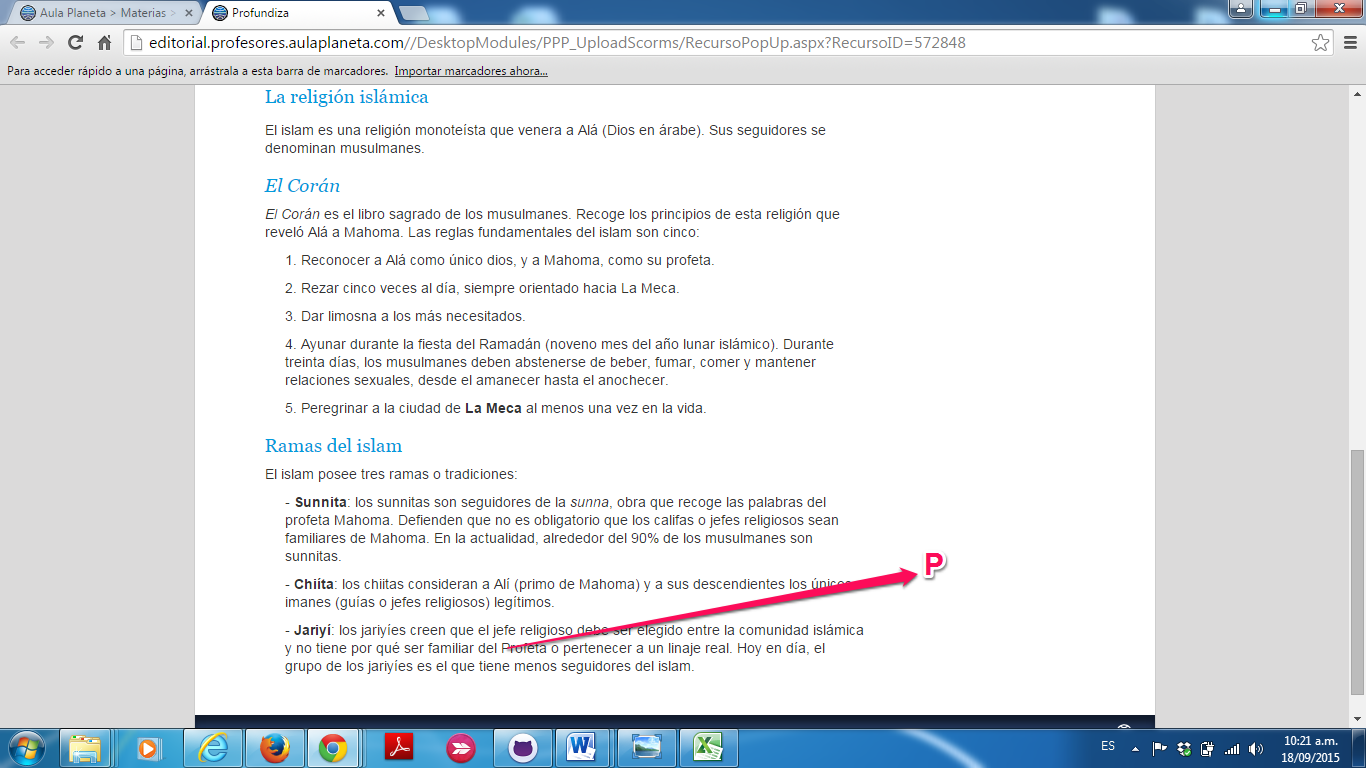 Aula Planeta > Materias >
Profundiza
editorial.profesores.aulaplaneta.com//DesktopModules/PPP_UploadScorms/RecursoPopUp.aspx?RecursoID=572848
Para acceder rápido a una página, arrástrala a esta barra de marcadores. Importar marcadores ahora...
La religión islámica
El islam es una religión monoteísta que venera a Alá (Dios en árabe). Sus seguidores se
denominan musulmanes.
El Corán
El Corán es el libro sagrado de los musulmanes. Recoge los principios de esta religión que
reveló Alá a Mahoma. Las reglas fundamentales del islam son cinco:
1. Reconocer a Alá como único dios, y a Mahoma, como su profeta.
2. Rezar cinco veces al día, siempre orientado hacia La Meca.
3. Dar limosna a los más necesitados.
4. Ayunar durante la fiesta del Ramadán (noveno mes del año lunar islámico). Durante
treinta días, los musulmanes deben abstenerse de beber, fumar, comer y mantener
relaciones sexuales, desde el amanecer hasta el anochecer.
5. Peregrinar a la ciudad de La Meca al menos una vez en la vida.
Ramas del islam
El islam posee tres ramas o tradiciones:
- Sunnita: los sunnitas son seguidores de la sunna, obra que recoge las palabras del
profeta Mahoma. Defienden que no es obligatorio que los califas o jefes religiosos sean
familiares de Mahoma. En la actualidad, alrededor del 90% de los musulmanes son
sunnitas.
P
- Chiíta: los chiitas consideran a Alí (primo de Mahoma) y a sus descendientes los únicos
imanes (guías o jefes religiosos) legítimos.
- Jariyí: los jariyíes creen que el jefe religioso debe ser elegido entre la comunidad islámica
y no tiene por qué ser familiar del Profeta o pertenecer a un linaje real. Hoy en día, el
grupo de los jariyíes es el que tiene menos seguidores del islam.
ES
10:21 a.m.
18/09/2015